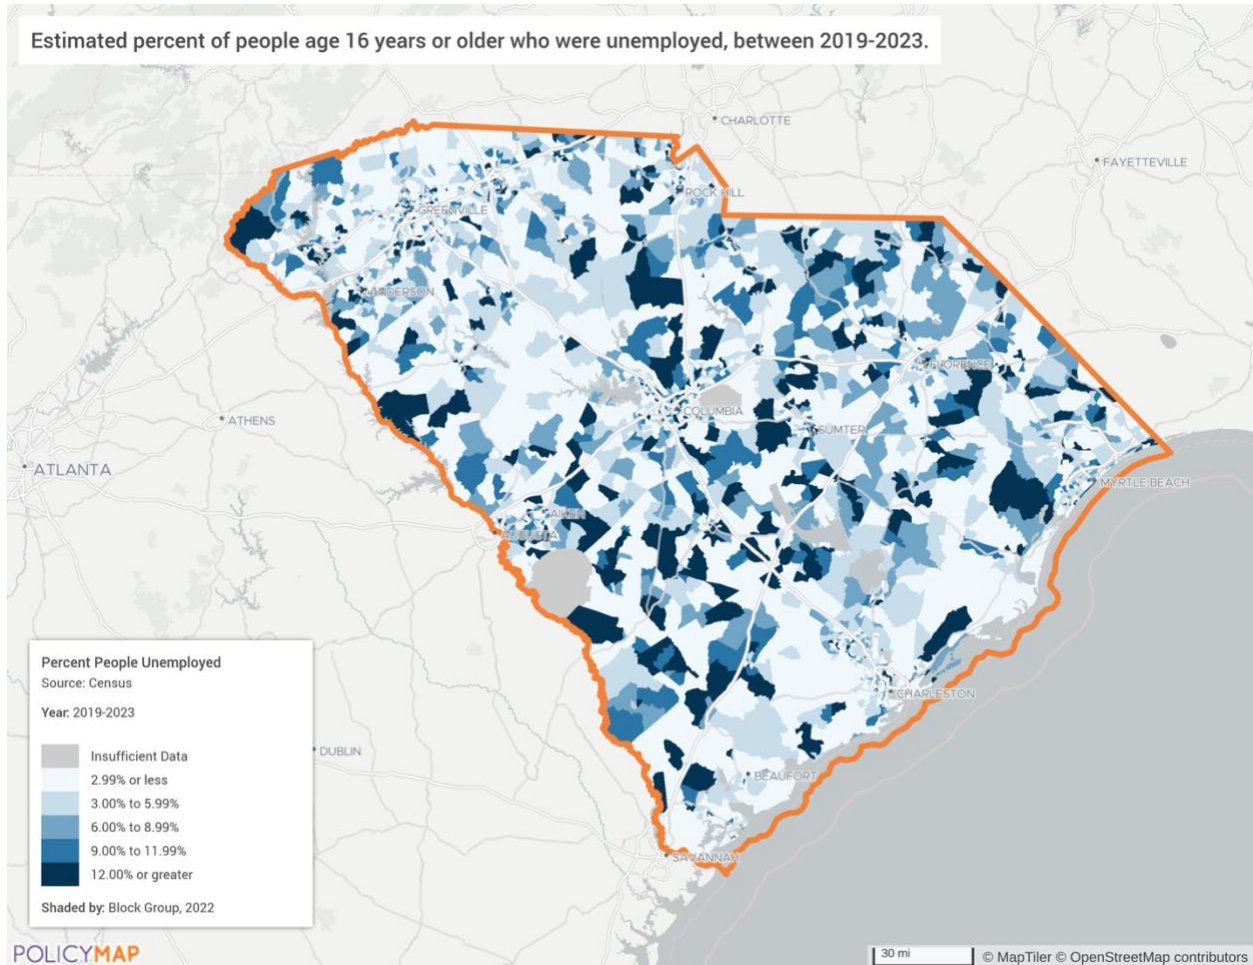 Estimated percent of people age 16 years or older who were unemployed, between 2019-2023.
CHARLOTTE
FAYETTEVILLE
ROCK HILL
GREENVILLE
ANDERSON
FLORENCE
ATHENS
COLUMBIA
SUMTER
ATLANTA
MYRTLE BEACH
AIKEN
AUGUSTA
CHARLESTON
DUBLIN
BEAUFORT
SAVANNAH
Percent People Unemployed
Source: Census
Year: 2019-2023
Insufficient Data
2.99% or less
3.00% to 5.99%
6.00% to 8.99%
9.00% to 11.99%
12.00% or greater
Shaded by: Block Group, 2022
POLICYMAP
30 mi
© MapTiler © OpenStreetMap contributors